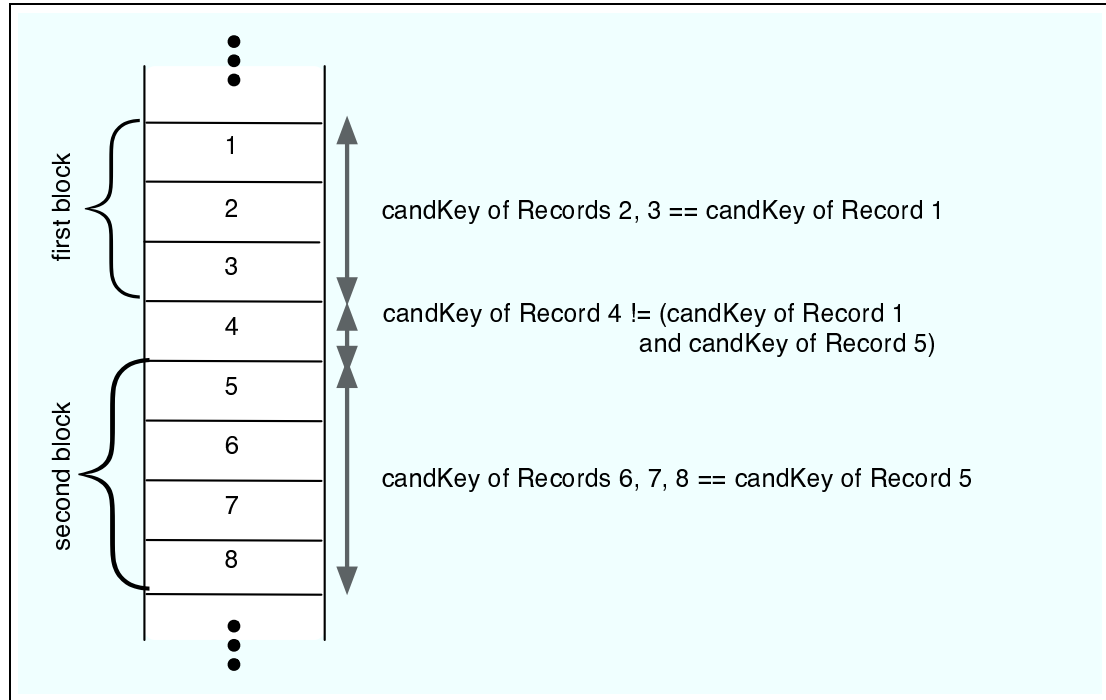 first block
1
2
3
4
second block
5
6
7
8
candKey of Records 2, 3 == candKey of Record 1
candKey of Record 4 != (candKey of Record 1
and candKey of Record 5)
candKey of Records 6, 7, 8 == candKey of Record 5